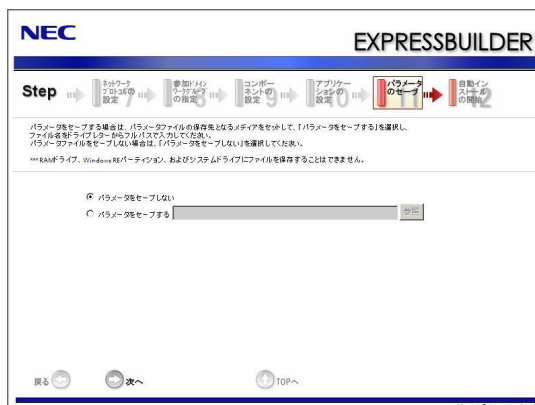 NEC
EXPRESSBUILDER
Step
ネットワーク
プロトコルの
設定
7
参加ドメイン
ワークグループ
の指定
8
コンポー
ネントの
設定
9
アプリケー
ションの
設定
10
パラメータ
のセーブ
11
自動イン
ストール
の開始
12
パラメータをセーブする場合は、パラメータファイルの保存先となるメディアをセットして、「パラメータをセーブする」を選択し、
ファイル名をドライブレターからフルパスで入力してください。
パラメータファイルをセーブしない場合は、「パラメータをセーブしない」を選択してください。
*** RAMドライブ、Windows REパーティション、およびシステムドライブにファイルを保存することはできません。
パラメータをセーブしない
パラメータをセーブする
参照
戻る
次へ
TOPへ